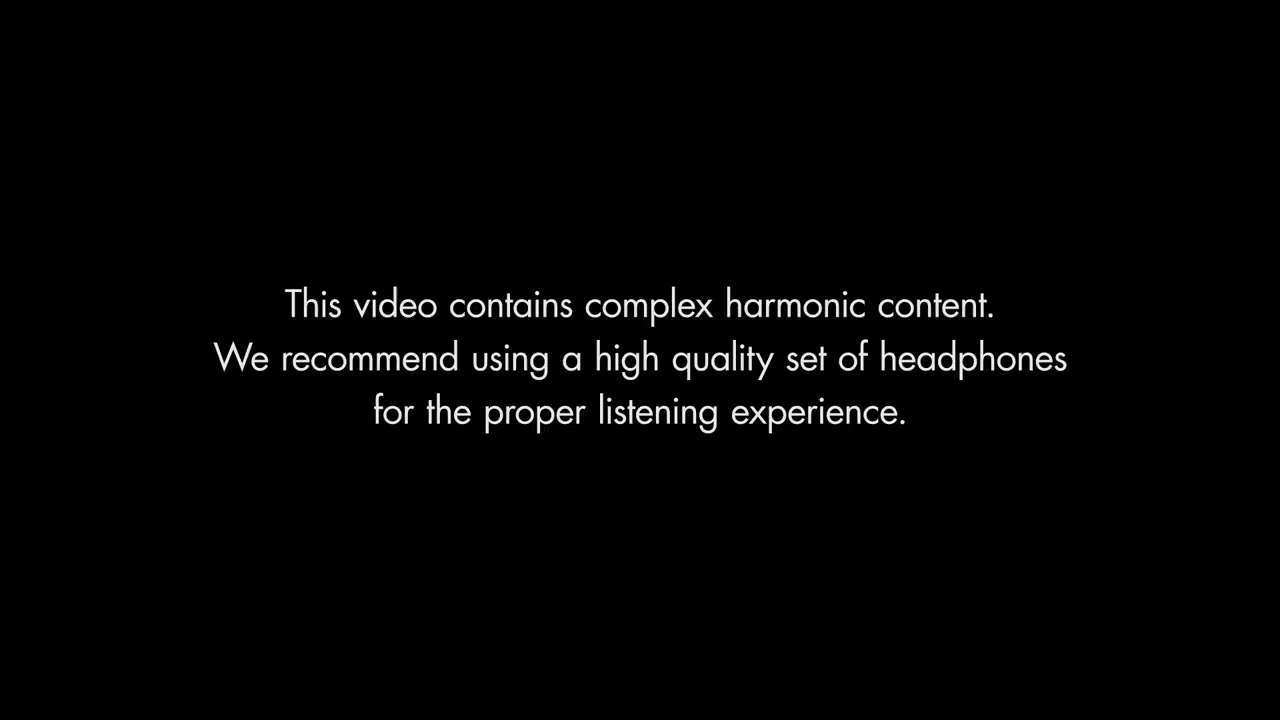 This video contains complex harmonic content.
We recommend using a high quality set of headphones
for the proper listening experience.